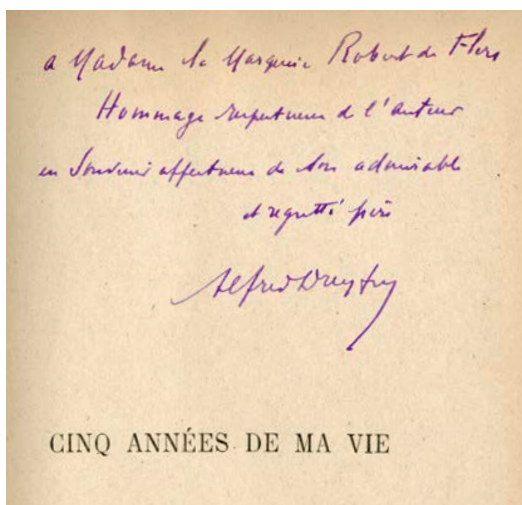 a Madame la Marquise Robert de Flers
Hommage respectueux de l'auteur
en souvenir affectueux de son admirable
et regretté père
Alfred Dreyfus
CINQ ANNÉES DE MA VIE